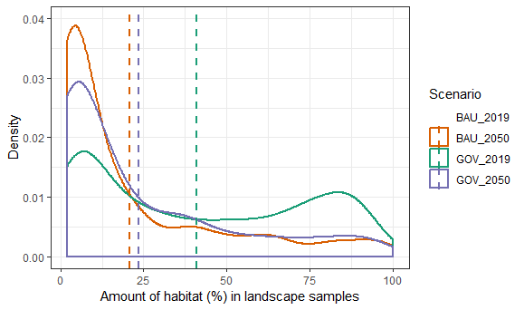 0.04
0.03
0.02
0.01
0.00
Density
0 25 50 75 100
Amount of habitat (%) in landscape samples
Scenario
BAU_2019
BAU_2050
GOV_2019
GOV_2050